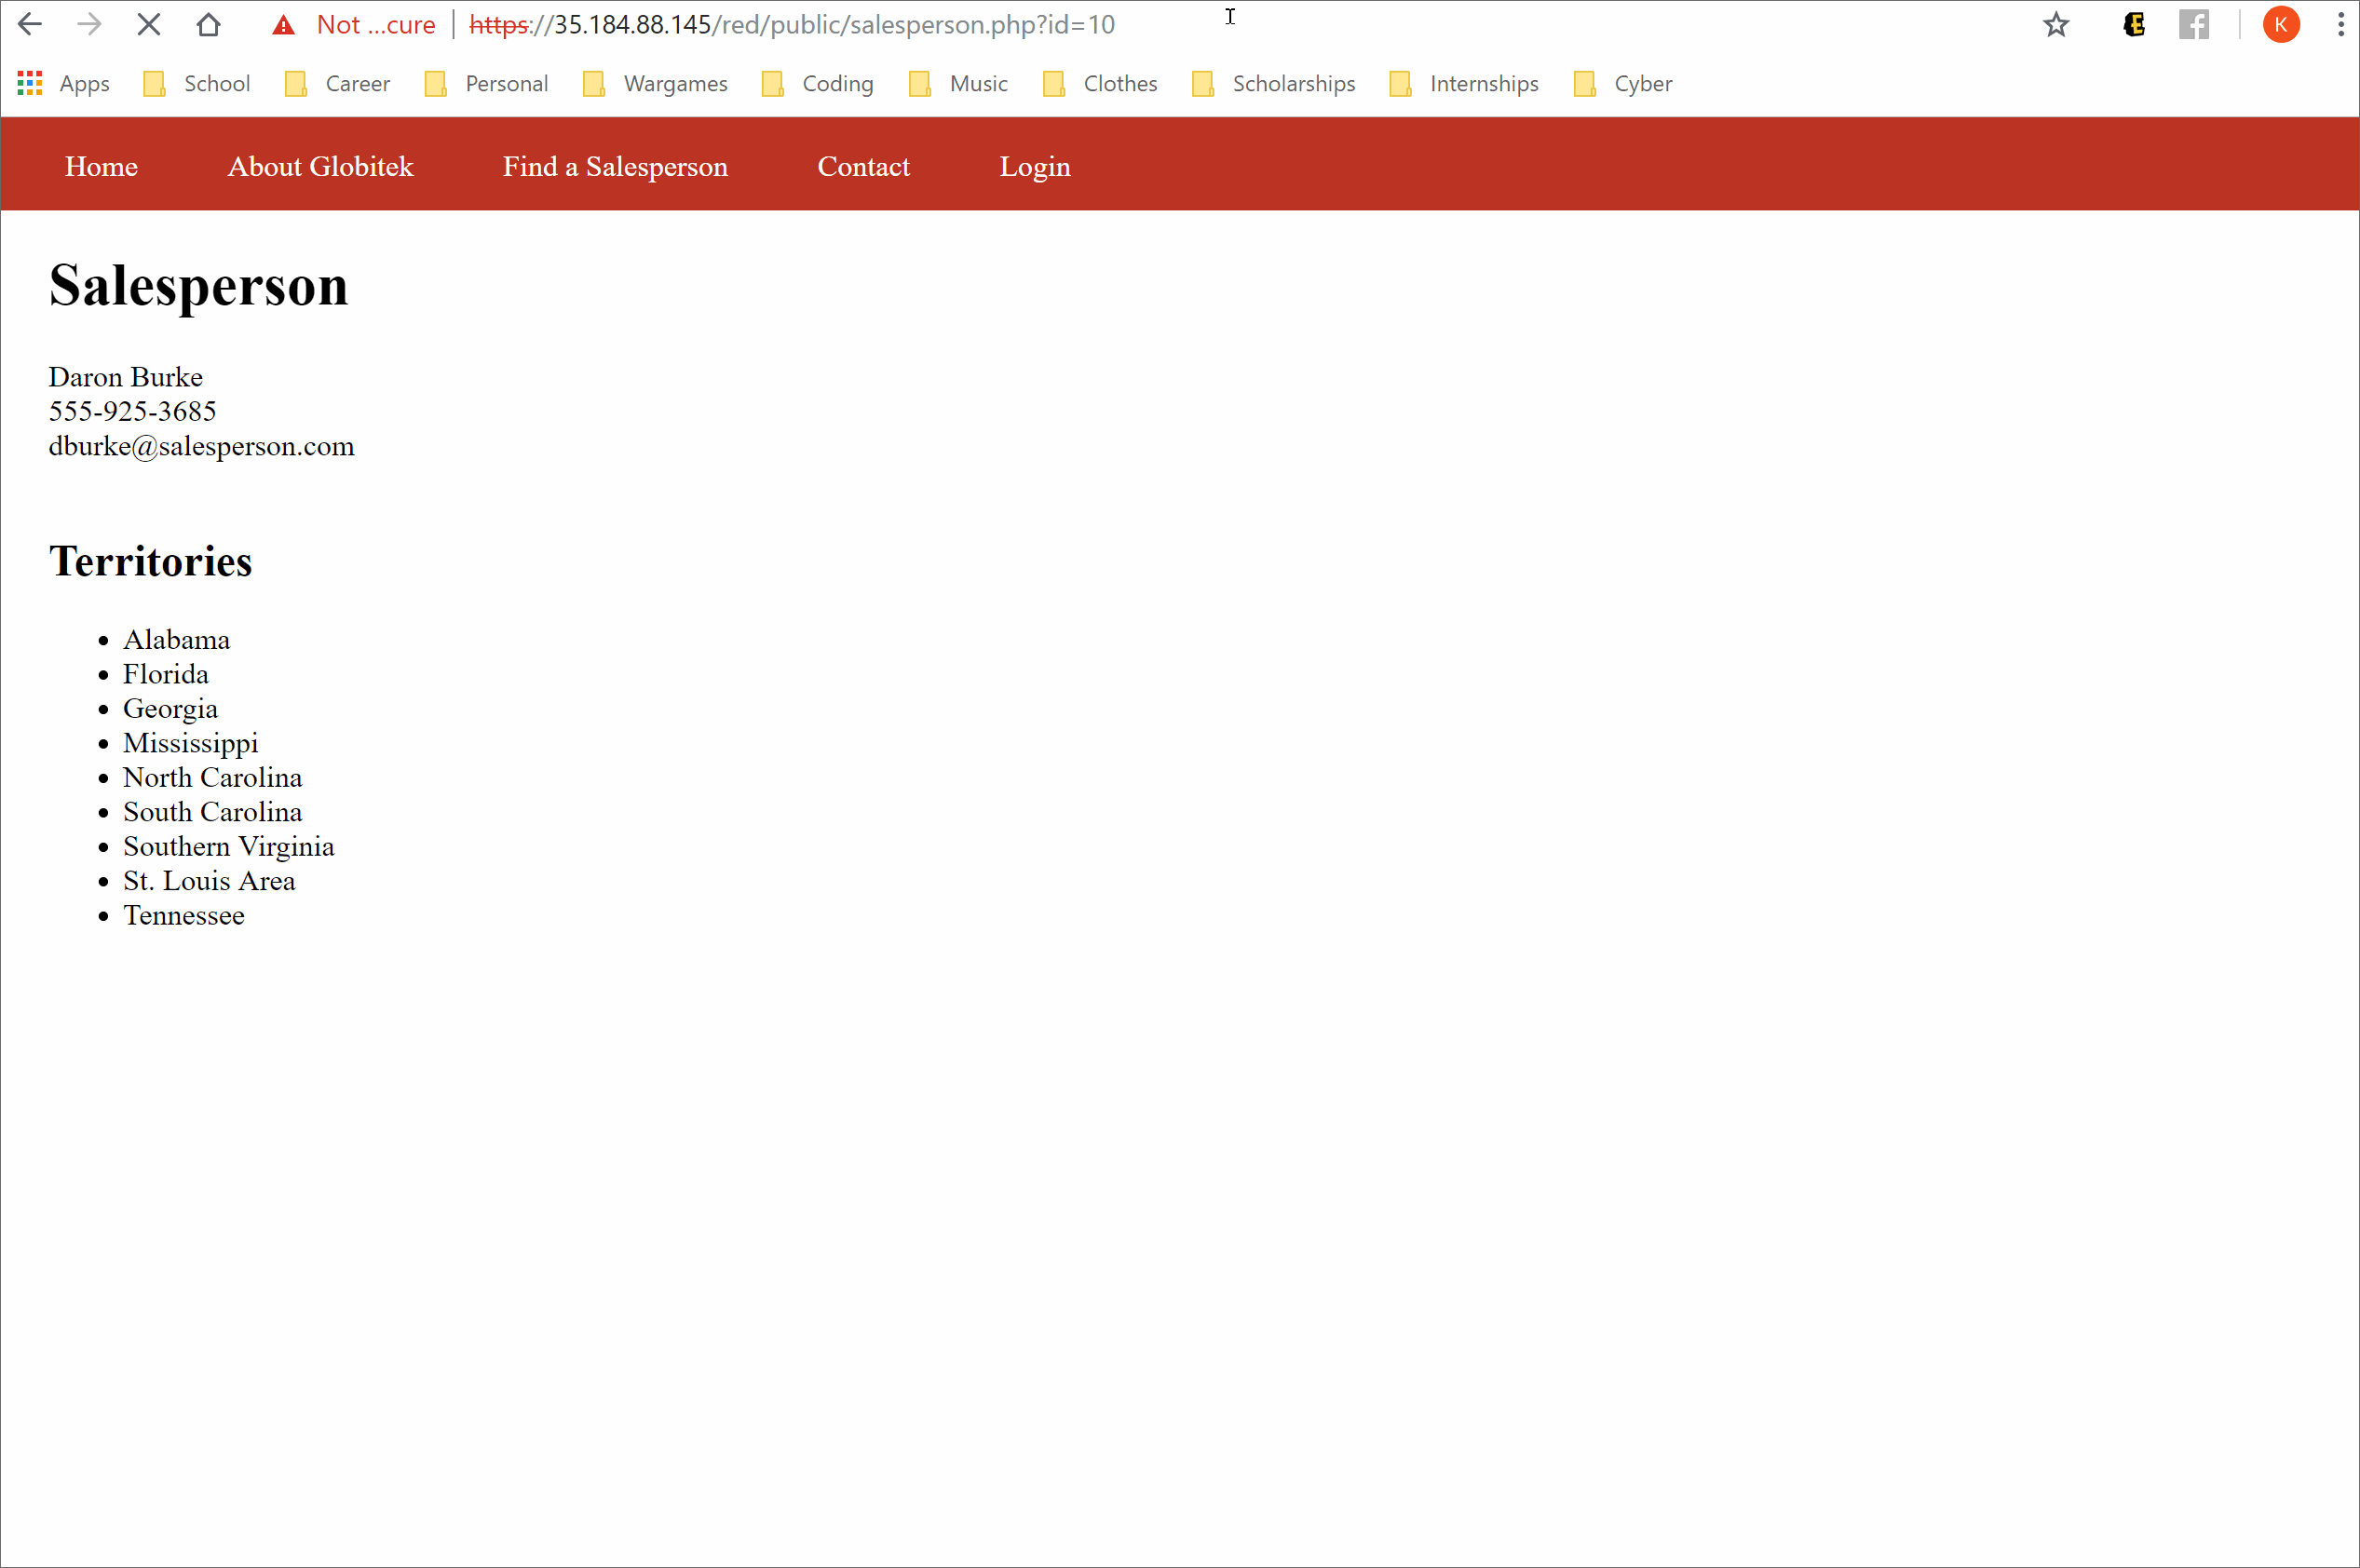 Not ...cure https://35.184.88.145/red/public/salesperson.php?id=10 E f K
Apps School Career Personal Wargames Coding Music Clothes Scholarships Internships Cyber
Home About Globitek Find a Salesperson Contact Login
Salesperson
Daron Burke
555-925-3685
dburke@salesperson.com
Territories
Alabama
Florida
Georgia
Mississippi
North Carolina
South Carolina
Southern Virginia
St. Louis Area
Tennessee